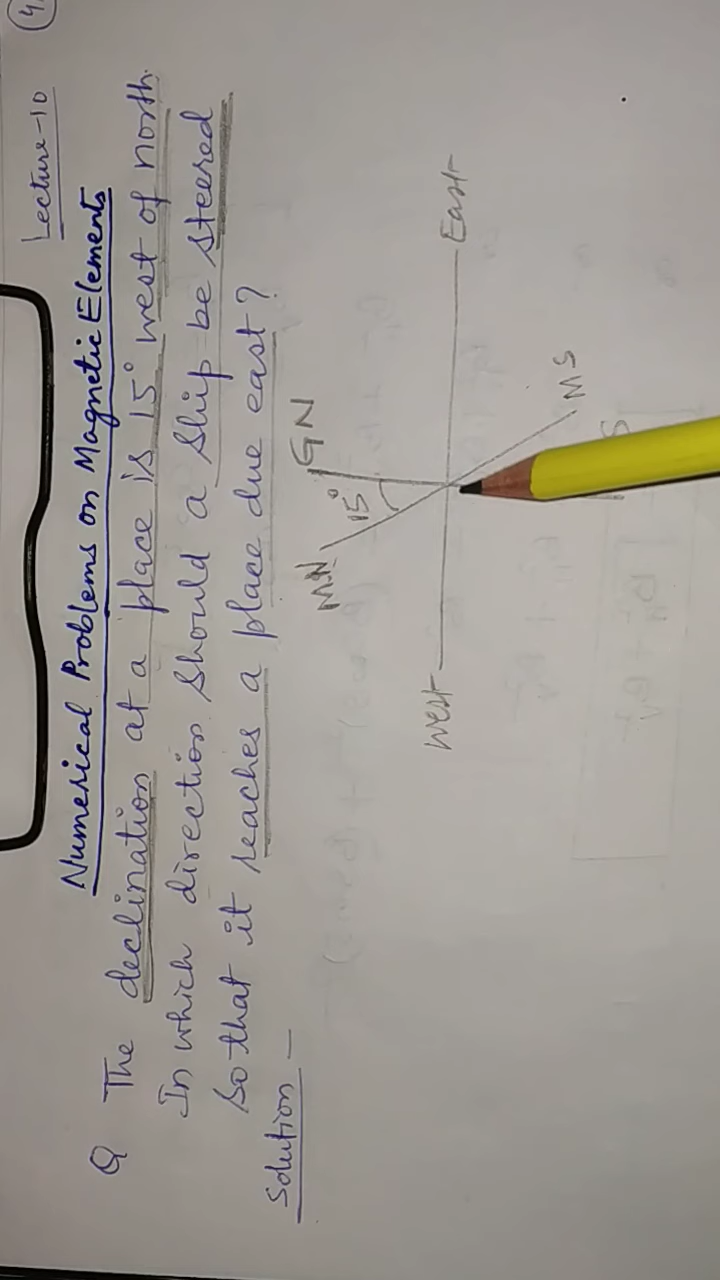 (4
Lecture-10
Numerical Problems on Magnetic Elements
Q The declination at a place is 15° west of north.
In which direction should a ship be steered
so that it reaches a place due east?
Solution -
GN
M.N
15°
West
East
MS
S